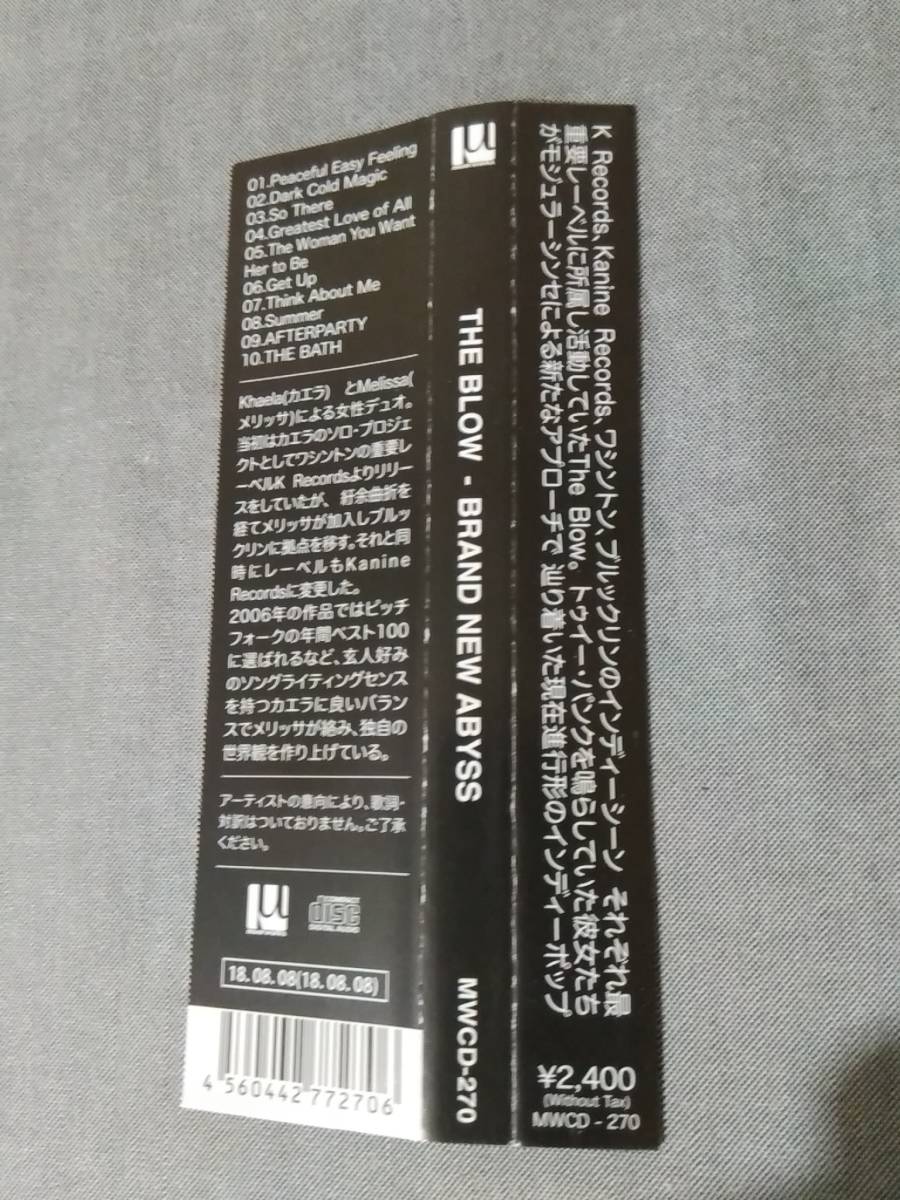 01.Peaceful Easy Feeling
02.Dark Cold Magic
03.So There
04.Greatest Love of All
05.The Woman You Want
Her to Be
06.Get Up
07.Think About Me
08.Summer
09.AFTERPARTY
10.THE BATH
Khaela(カエラ) とMelissa(
メリッサ)による女性デュオ。
当初はカエラのソロ・プロジェ
クトとしてワシントンの重要レ
ーベルK Recordsよりリリー
スをしていたが、紆余曲折を
経てメリッサが加入しブルッ
クリンに拠点を移す。それと同
時にレーベルもKanine
Recordsに変更した。
2006年の作品ではピッチ
フォークの年間ベスト100
に選ばれるなど、玄人好み
のソングライティングセンス
を持つカエラに良いバラン
スでメリッサが絡み、独自の
世界観を作り上げている。
アーティストの意向により、歌詞・
対訳はついておりません。ご了承
ください。
μ
COMPACT
disc
DIGITAL AUDIO
18.08.08(18.08.08)
4 560442 772706
μ
THE BLOW - BRAND NEW ABYSS
MWCD-270
K Records、Kanine Records、ワシントン、ブルックリンのインディーシーン それぞれ最
重要レーベルに所属し活動していたThe Blow。トゥイー・パンクを鳴らしていた彼女たち
がモジュラーシンセによる新たなアプローチで 辿り着いた現在進行形のインディーポップ
¥2,400
(Without Tax)
MWCD - 270